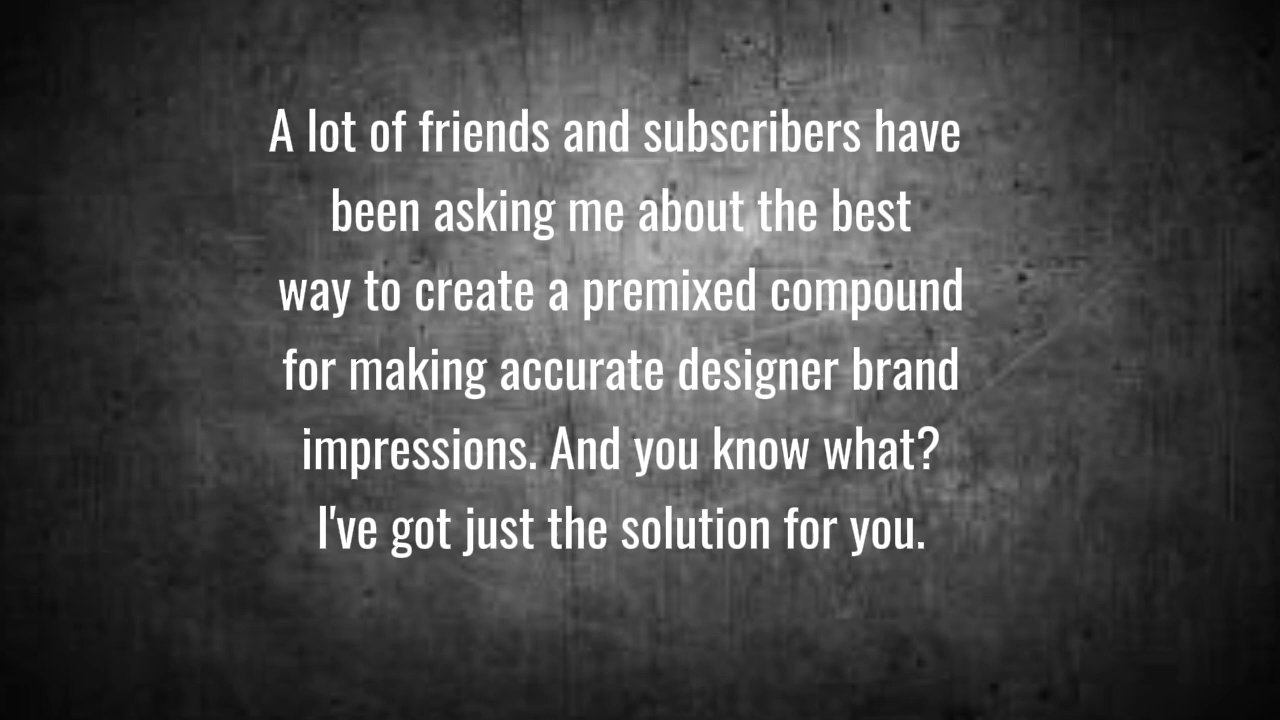 A lot of friends and subscribers have
been asking me about the best
way to create a premixed compound
for making accurate designer brand
impressions. And you know what?
I've got just the solution for you.